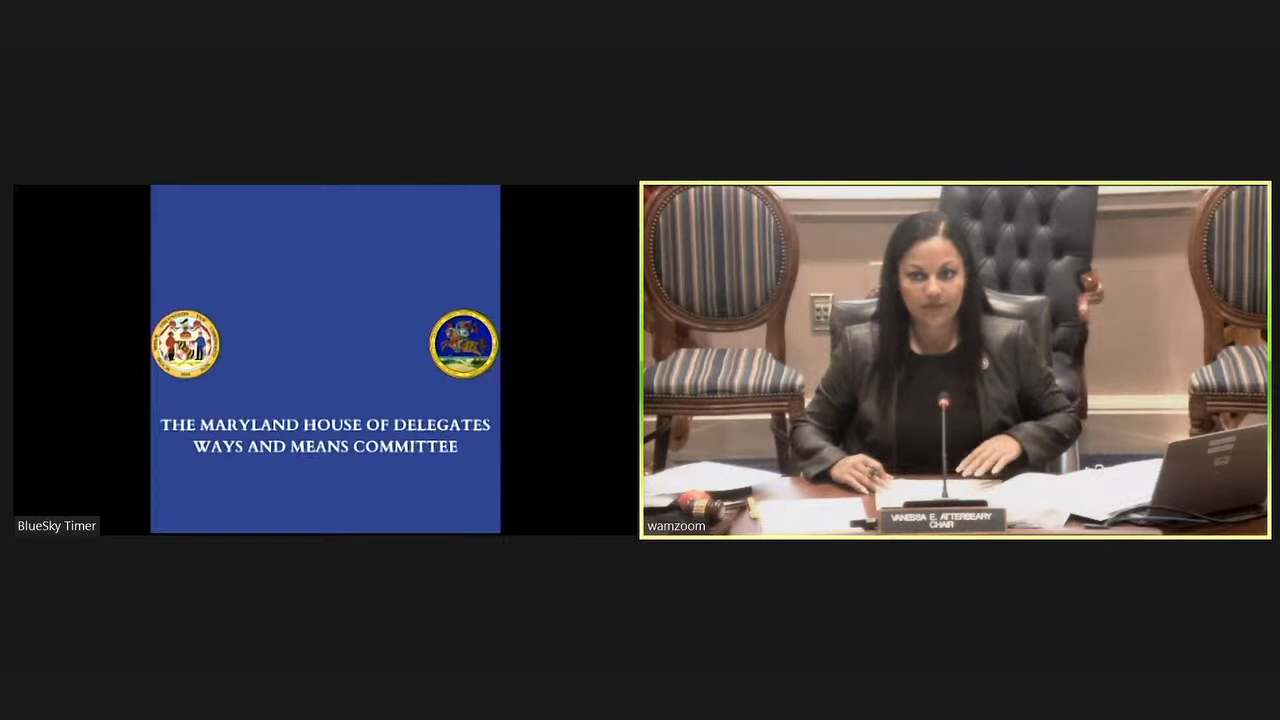 THE MARYLAND HOUSE OF DELEGATES
WAYS AND MEANS COMMITTEE
BlueSky Timer
wamzoom
VANESSA E. ATTERBEARY
CHAIR